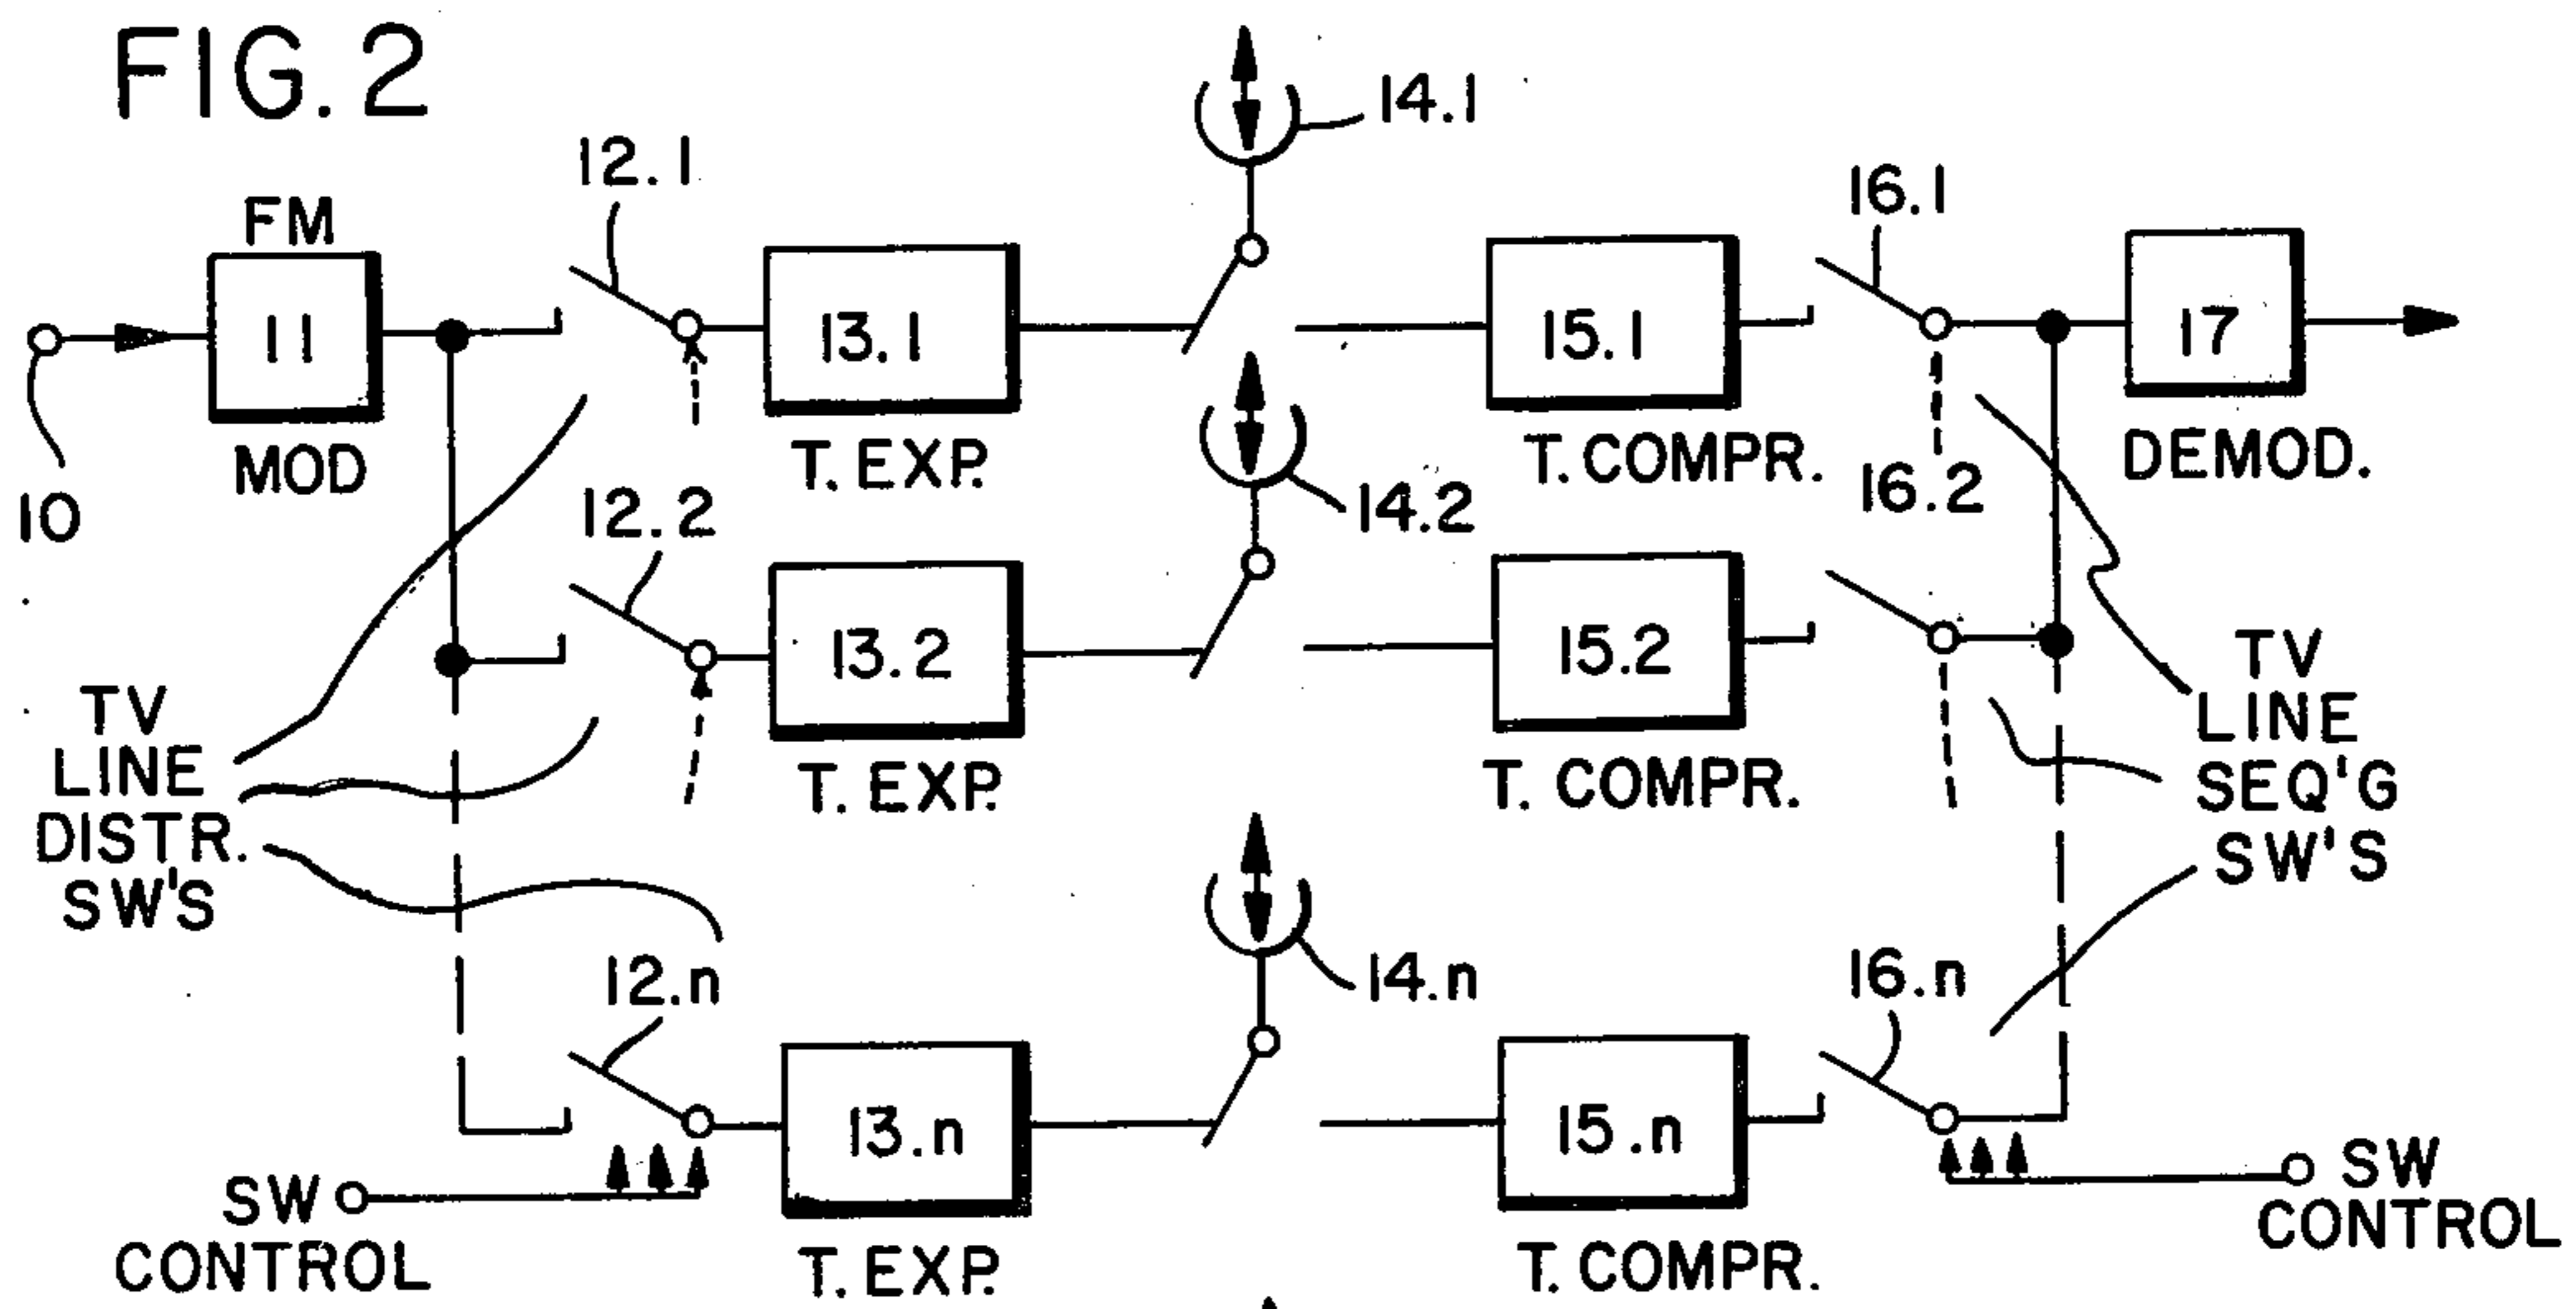 FIG. 2
14.1
12.1
16.1
FM
11
13.1
15.1
17
MOD
T. EXP.
T. COMPR.
DEMOD.
10
12.2
14.2
16.2
13.2
15.2
TV
LINE
DISTR.
SW'S
TV
LINE
SEQ'G
SW'S
T. EXP.
T. COMPR.
12.n
14.n
16.n
13.n
15.n
SW
CONTROL
SW
CONTROL
T. EXP.
T. COMPR.